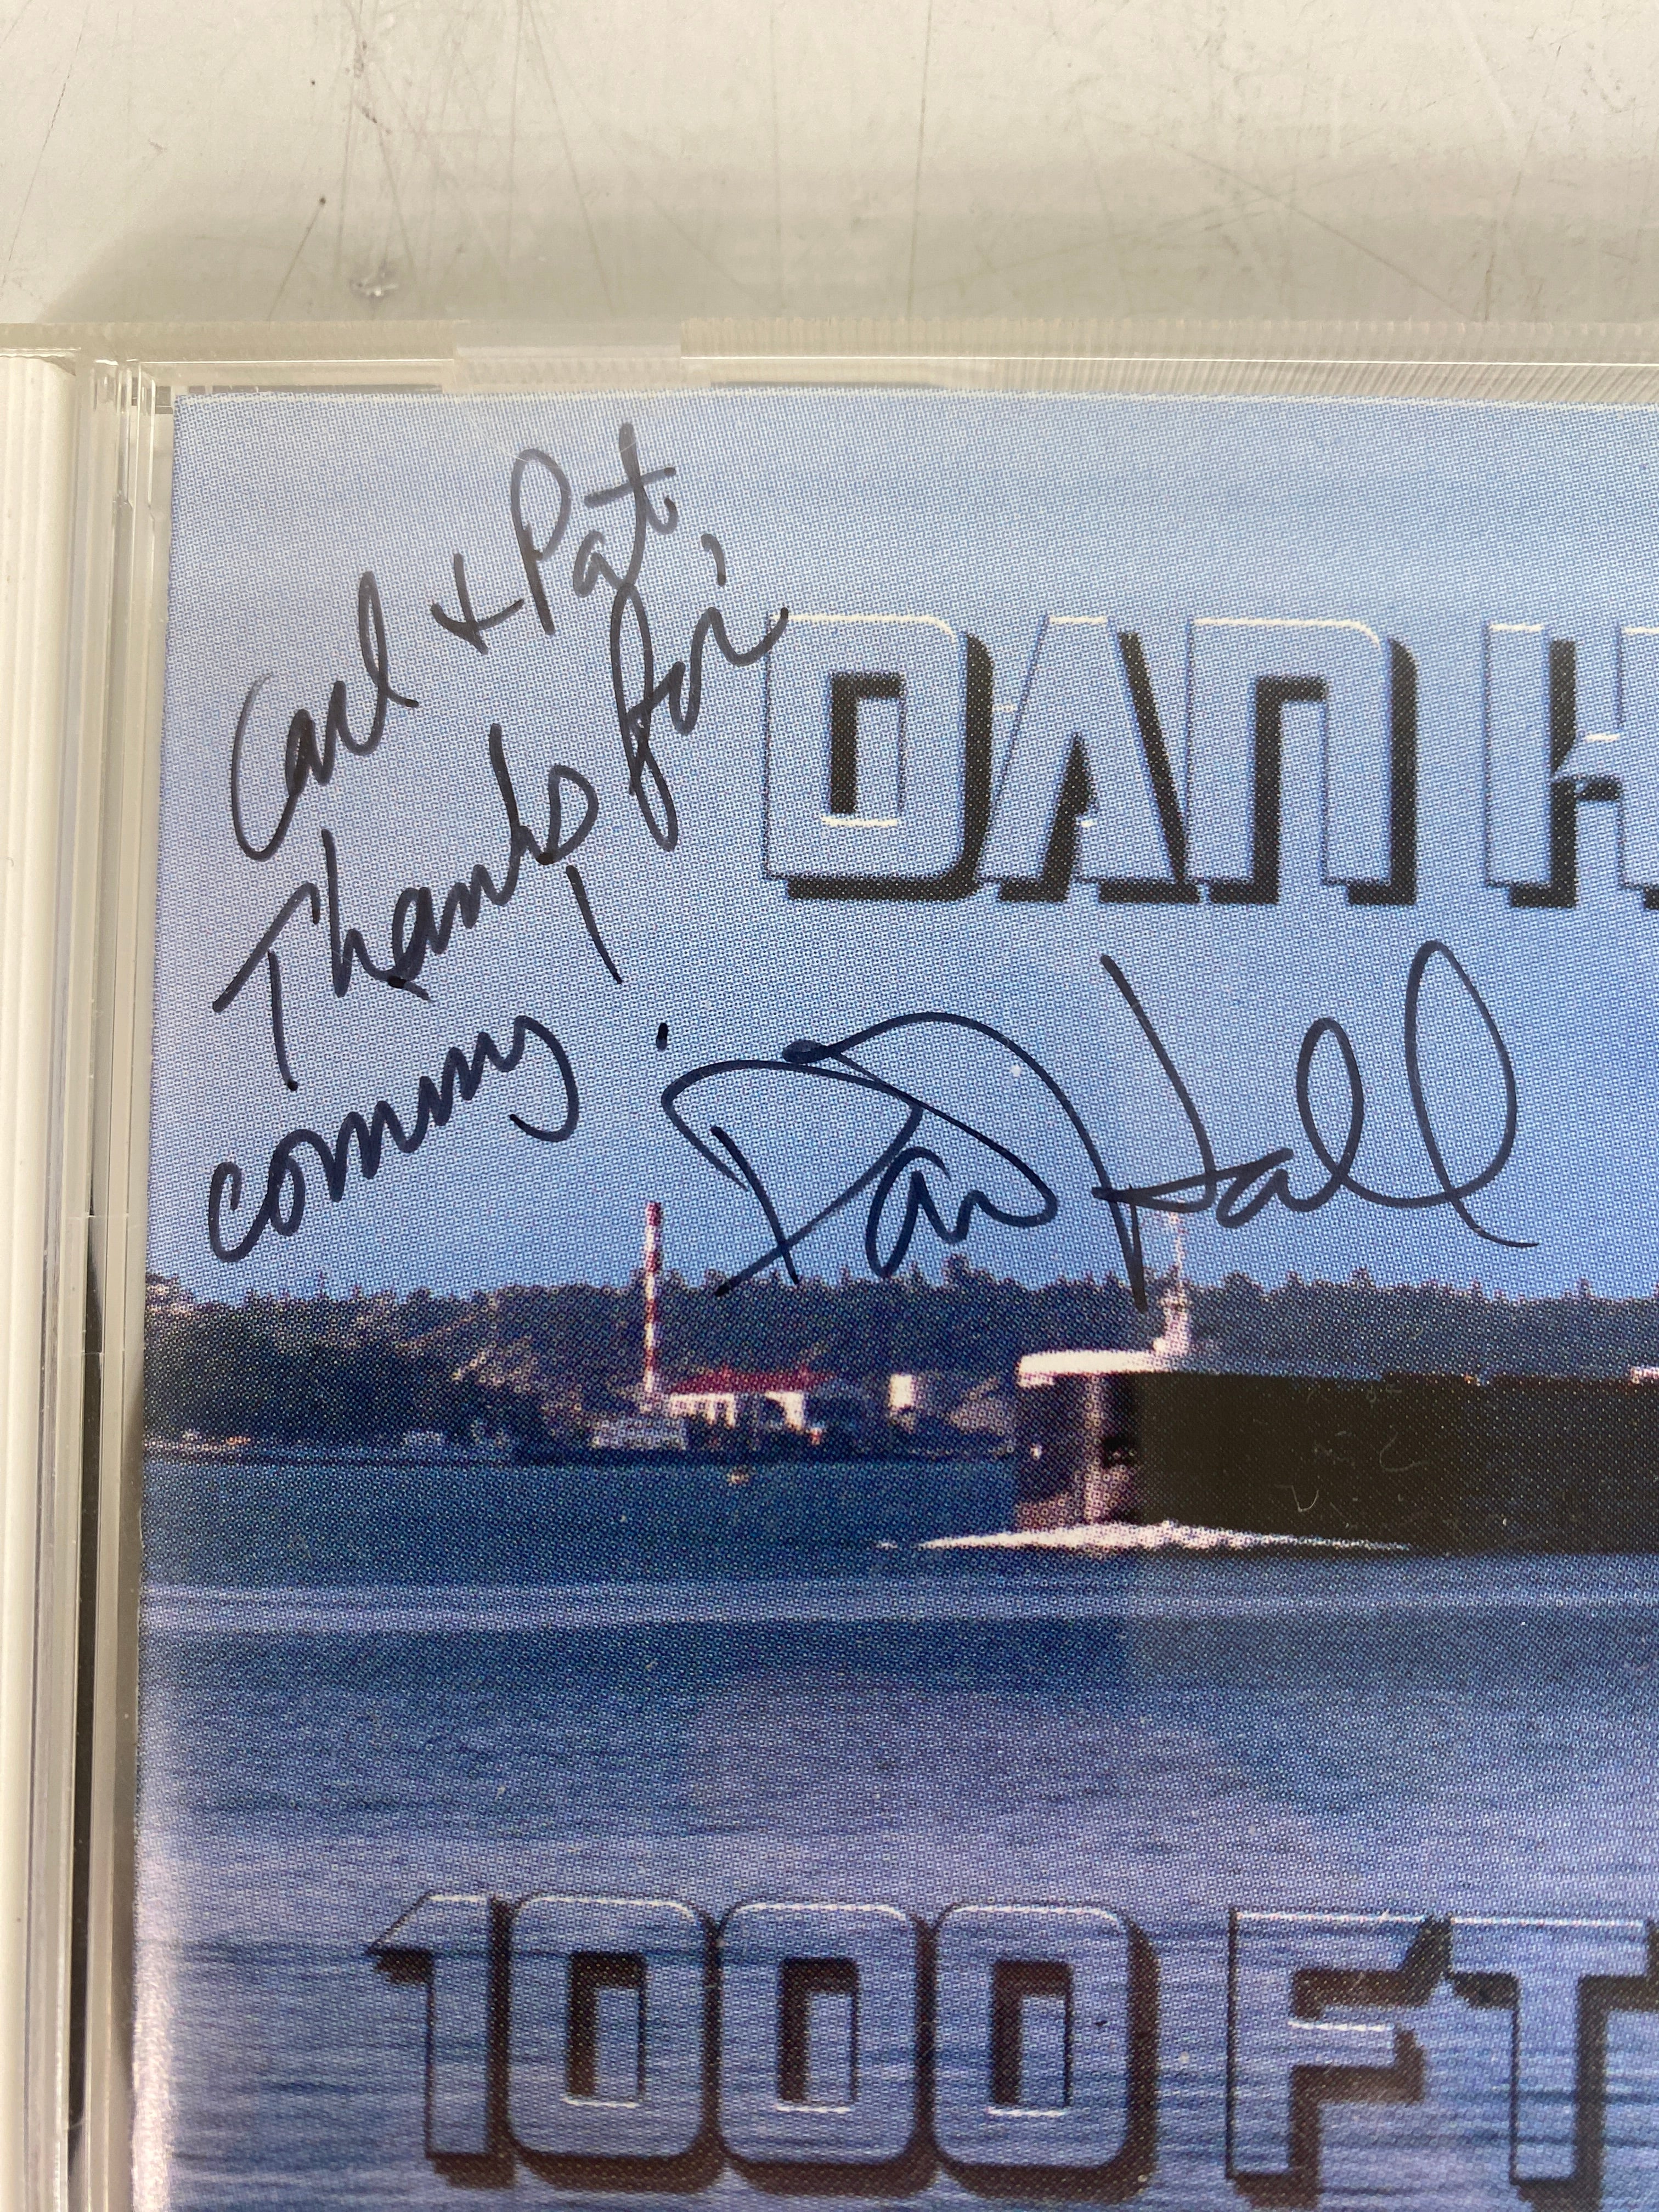 Carl + Pat,
Thanks for
coming!
DAN H
Dan Hall
1000 FT